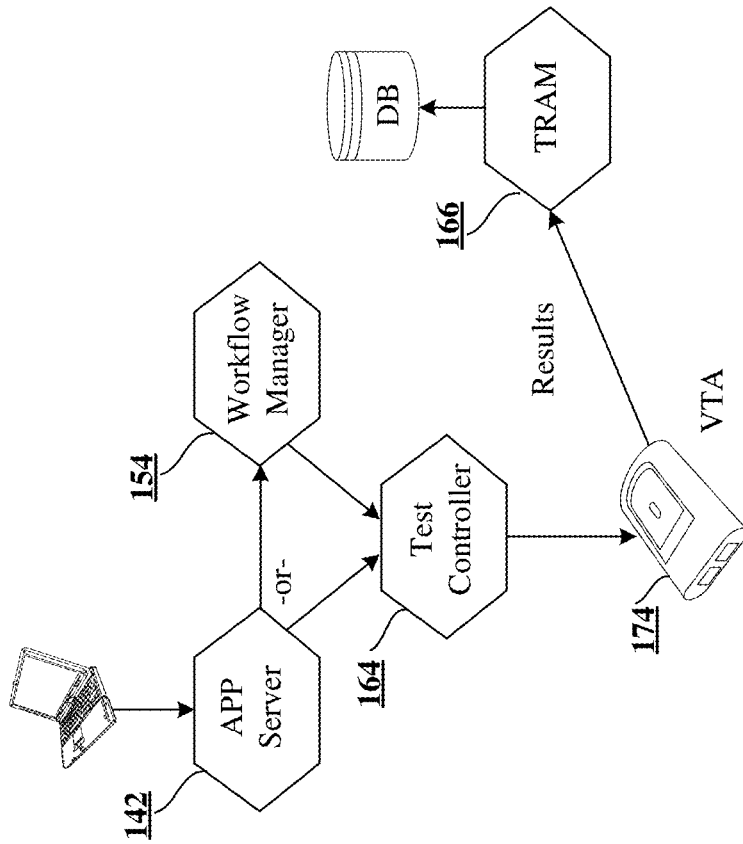 142
APP
Server
-or-
154
Workflow
Manager
164
Test
Controller
174
VTA
Results
166
TRAM
DB